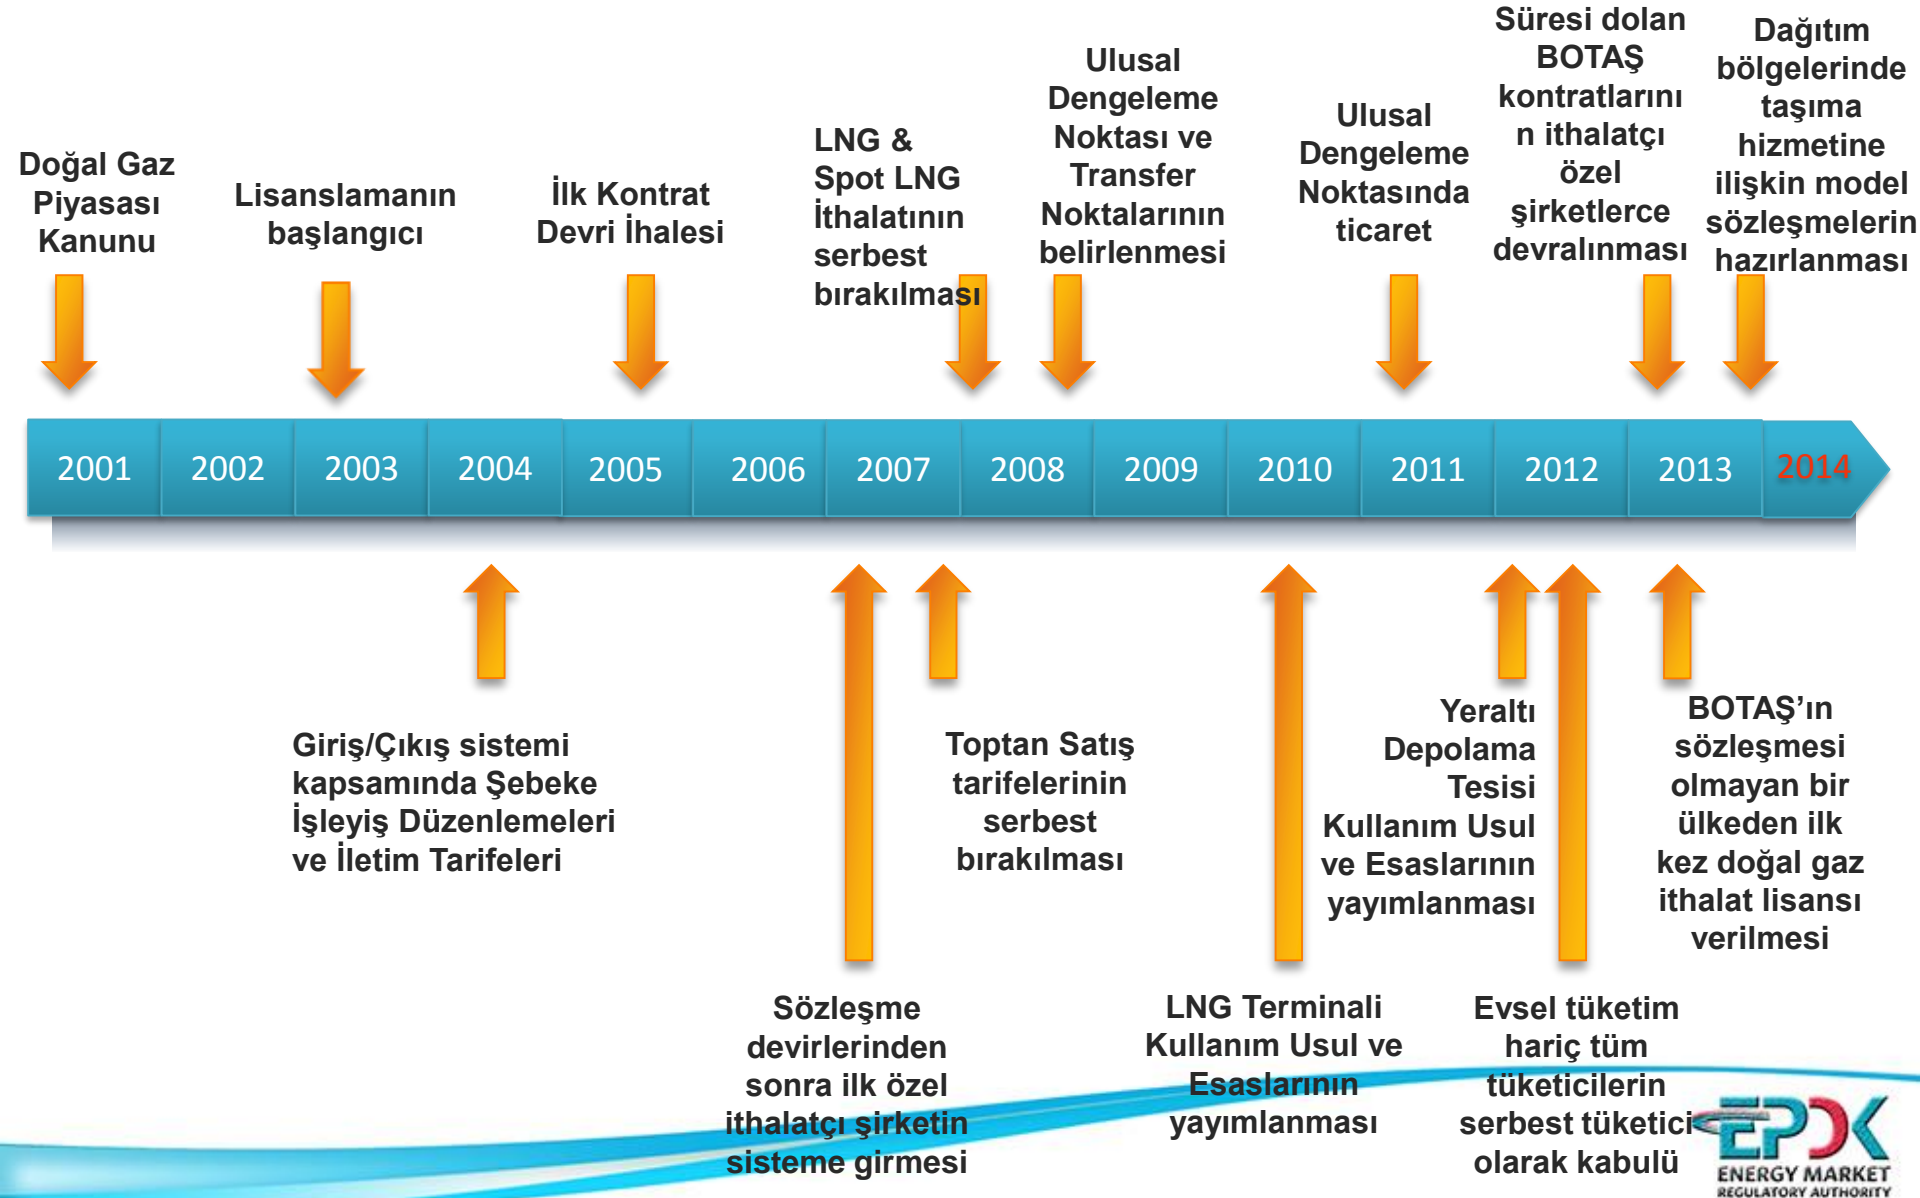 Doğal Gaz
Piyasası
Kanunu
Lisanslamanın
başlangıcı
İlk Kontrat
Devri İhalesi
LNG &
Spot LNG
İthalatının
serbest
bırakılması
Ulusal
Dengeleme
Noktası ve
Transfer
Noktalarının
belirlenmesi
Ulusal
Dengeleme
Noktasında
ticaret
Süresi dolan
BOTAŞ
kontratlarını
n ithalatçı
özel
şirketlerce
devralınması
Dağıtım
bölgelerinde
taşıma
hizmetine
ilişkin model
sözleşmelerin
hazırlanması
2001 2002 2003 2004 2005 2006 2007 2008 2009 2010 2011 2012 2013 2014
Giriş/Çıkış sistemi
kapsamında Şebeke
İşleyiş Düzenlemeleri
ve İletim Tarifeleri
Sözleşme
devirlerinden
sonra ilk özel
ithalatçı şirketin
sisteme girmesi
Toptan Satış
tarifelerinin
serbest
bırakılması
LNG Terminali
Kullanım Usul ve
Esaslarının
yayımlanması
Yeraltı
Depolama
Tesisi
Kullanım Usul
ve Esaslarının
yayımlanması
Evsel tüketim
hariç tüm
tüketicilerin
serbest tüketici
olarak kabulü
BOTAŞ’ın
sözleşmesi
olmayan bir
ülkeden ilk
kez doğal gaz
ithalat lisansı
verilmesi
EPDK
ENERGY MARKET
REGULATORY AUTHORITY